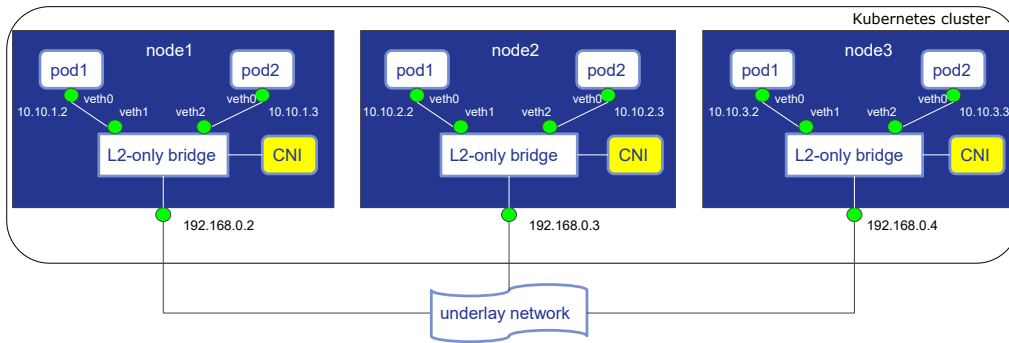 Kubernetes cluster
node1
pod1
pod2
veth0
veth0
10.10.1.2
veth1
veth2
10.10.1.3
L2-only bridge
CNI
192.168.0.2
node2
pod1
pod2
veth0
veth0
10.10.2.2
veth1
veth2
10.10.2.3
L2-only bridge
CNI
192.168.0.3
node3
pod1
pod2
veth0
veth0
10.10.3.2
veth1
veth2
10.10.3.3
L2-only bridge
CNI
192.168.0.4
underlay network